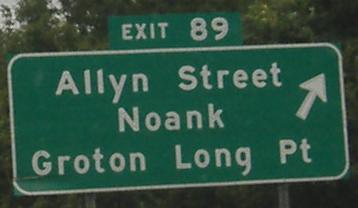 EXIT 89
Allyn Street
Noank
Groton Long Pt